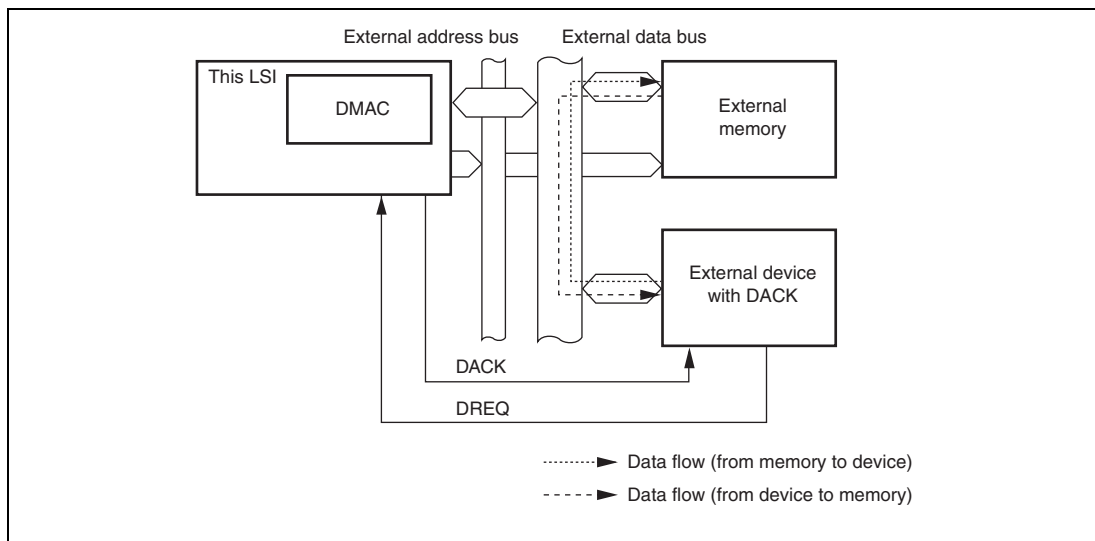 External address bus
External data bus
This LSI
DMAC
External
memory
External device
with DACK
DACK
DREQ
Data flow (from memory to device)
Data flow (from device to memory)